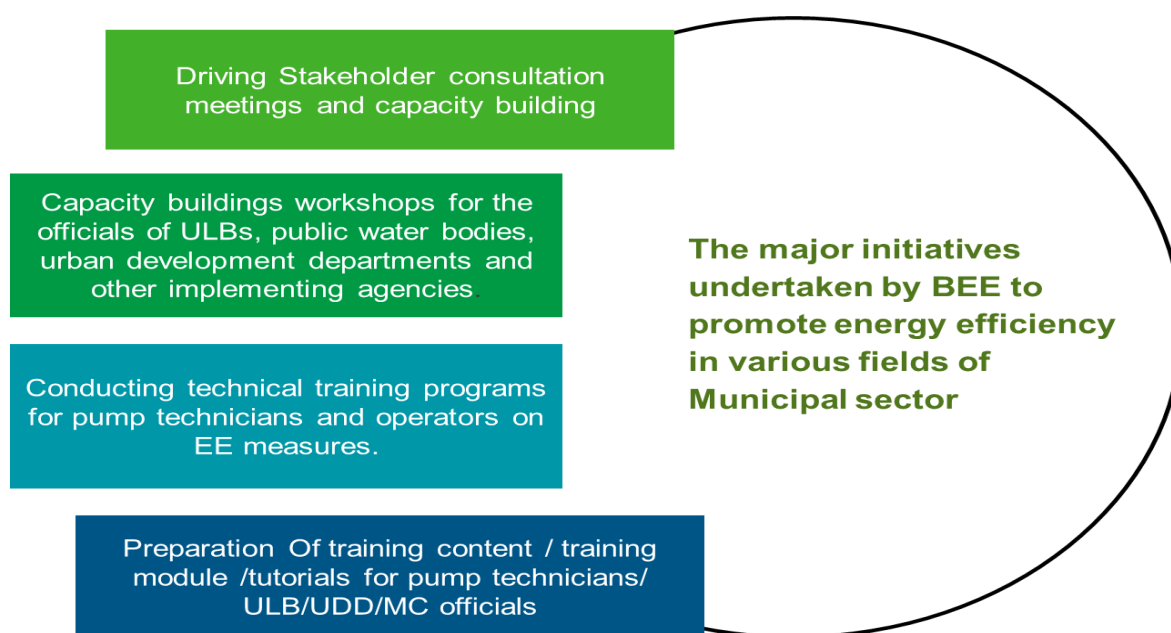 Driving Stakeholder consultation
meetings and capacity building
Capacity buildings workshops for the
officials of ULBs, public water bodies,
urban development departments and
other implementing agencies.
Conducting technical training programs
for pump technicians and operators on
EE measures.
Preparation Of training content / training
module /tutorials for pump technicians/
ULB/UDD/MC officials
The major initiatives
undertaken by BEE to
promote energy efficiency
in various fields of
Municipal sector